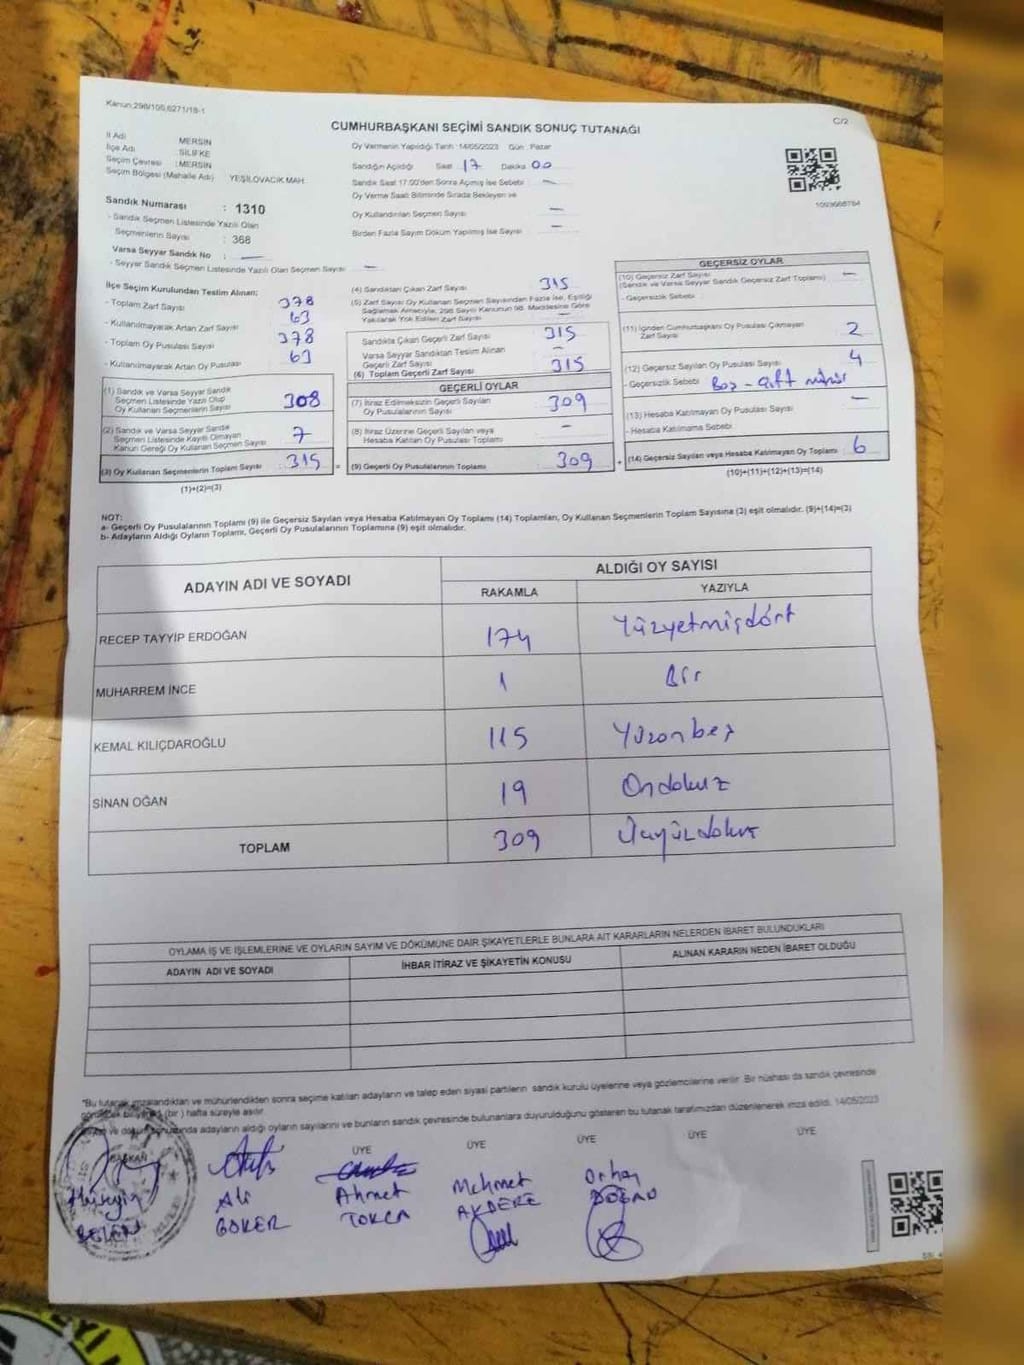 Kanun:298/105,6271/18-1
C/2
CUMHURBAŞKANI SEÇİMİ SANDIK SONUÇ TUTANAĞI
İl Adı : MERSİN
İlçe Adı : SİLİFKE
Seçim Çevresi : MERSİN
Seçim Bölgesi (Mahalle Adı) YEŞİLOVACIK MAH.
Sandık Numarası : 1310
- Sandık Seçmen Listesinde Yazılı Olan
Seçmenlerin Sayısı : 368
Varsa Seyyar Sandık No : —
- Seyyar Sandık Seçmen Listesinde Yazılı Olan Seçmen Sayısı : —
Oy Vermenin Yapıldığı Tarih :14/05/2023 Gün : Pazar
Sandığın Açıldığı Saat 17 Dakika 00
Sandık Saat 17.00'den Sonra Açılmış İse Sebebi —
Oy Verme Saati Bitiminde Sırada Bekleyen ve
Oy Kullandırılan Seçmen Sayısı —
Birden Fazla Sayım Döküm Yapılmış İse Sayısı —
1093668784
İlçe Seçim Kurulundan Teslim Alınan;
- Toplam Zarf Sayısı 378
- Kullanılmayarak Artan Zarf Sayısı 63
- Toplam Oy Pusulası Sayısı 378
- Kullanılmayarak Artan Oy Pusulası 63
(1) Sandık ve Varsa Seyyar Sandık
Seçmen Listesinde Yazılı Olup
Oy Kullanan Seçmenlerin Sayısı 308
(2) Sandık ve Varsa Seyyar Sandık
Seçmen Listesinde Kayıtlı Olmayan
Kanun Gereği Oy Kullanan Seçmen Sayısı 7
(3) Oy Kullanan Seçmenlerin Toplam Sayısı : 315
(1)+(2)=(3)
(4) Sandıktan Çıkan Zarf Sayısı 315
(5) Zarf Sayısı Oy Kullanan Seçmen Sayısından Fazla İse, Eşitliği
Sağlamak Amacıyla, 298 Sayılı Kanunun 98. Maddesine Göre
Yakılarak Yok Edilen Zarf Sayısı —
Sandıkta Çıkan Geçerli Zarf Sayısı 315
Varsa Seyyar Sandıktan Teslim Alınan
Geçerli Zarf Sayısı —
(6) Toplam Geçerli Zarf Sayısı 315
GEÇERLİ OYLAR
(7) İtiraz Edilmeksizin Geçerli Sayılan
Oy Pusulalarının Sayısı 309
(8) İtiraz Üzerine Geçerli Sayılan veya
Hesaba Katılan Oy Pusulası Toplamı —
= (9) Geçerli Oy Pusulalarının Toplamı 309
GEÇERSİZ OYLAR
(10) Geçersiz Zarf Sayısı
(Sandık ve Varsa Seyyar Sandık Geçersiz Zarf Toplamı) —
- Geçersizlik Sebebi
(11) İçinden Cumhurbaşkanı Oy Pusulası Çıkmayan
Zarf Sayısı 2
(12) Geçersiz Sayılan Oy Pusulası Sayısı 4
- Geçersizlik Sebebi Boş - çift mühür
(13) Hesaba Katılmayan Oy Pusulası Sayısı —
- Hesaba Katılmama Sebebi
+ (14) Geçersiz Sayılan veya Hesaba Katılmayan Oy Toplamı : 6
(10)+(11)+(12)+(13)=(14)
NOT:
a- Geçerli Oy Pusulalarının Toplamı (9) ile Geçersiz Sayılan veya Hesaba Katılmayan Oy Toplamı (14) Toplamları, Oy Kullanan Seçmenlerin Toplam Sayısına (3) eşit olmalıdır. (9)+(14)=(3)
b- Adayların Aldığı Oyların Toplamı, Geçerli Oy Pusulalarının Toplamına (9) eşit olmalıdır.
ADAYIN ADI VE SOYADI
ALDIĞI OY SAYISI
RAKAMLA YAZIYLA
RECEP TAYYİP ERDOĞAN 174 Yüzyetmişdört
MUHARREM İNCE 1 Bir
KEMAL KILIÇDAROĞLU 115 Yüzonbeş
SİNAN OĞAN 19 Ondokuz
TOPLAM 309 Üçyüzdokuz
OYLAMA İŞ VE İŞLEMLERİNE VE OYLARIN SAYIM VE DÖKÜMÜNE DAİR ŞİKAYETLERLE BUNLARA AİT KARARLARIN NELERDEN İBARET BULUNDUKLARI
ADAYIN ADI VE SOYADI İHBAR İTİRAZ VE ŞİKAYETİN KONUSU ALINAN KARARIN NEDEN İBARET OLDUĞU
*Bu tutanak imzalandıktan ve mühürlendikten sonra seçime katılan adayların ve talep eden siyasi partilerin sandık kurulu üyelerine veya gözlemcilerine verilir. Bir nüshası da sandık çevresinde
(bir ) hafta süreyle asılır.
ve döküm sonunda adayların aldığı oyların sayılarını ve bunların sandık çevresinde bulunanlara duyurulduğunu gösteren bu tutanak tarafımızdan düzenlenerek imza edildi. 14/05/2023
BAŞKAN ÜYE ÜYE ÜYE ÜYE ÜYE
Hüseyin Ali Ahmet Mehmet Orhan
GÖKER TOKCA AKDERE DOĞAN